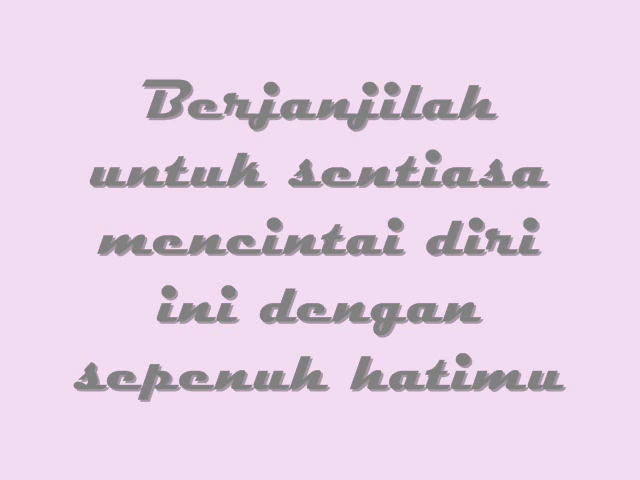 Berjanjilah
untuk sentiasa
mencintai diri
ini dengan
sepenuh hatimu